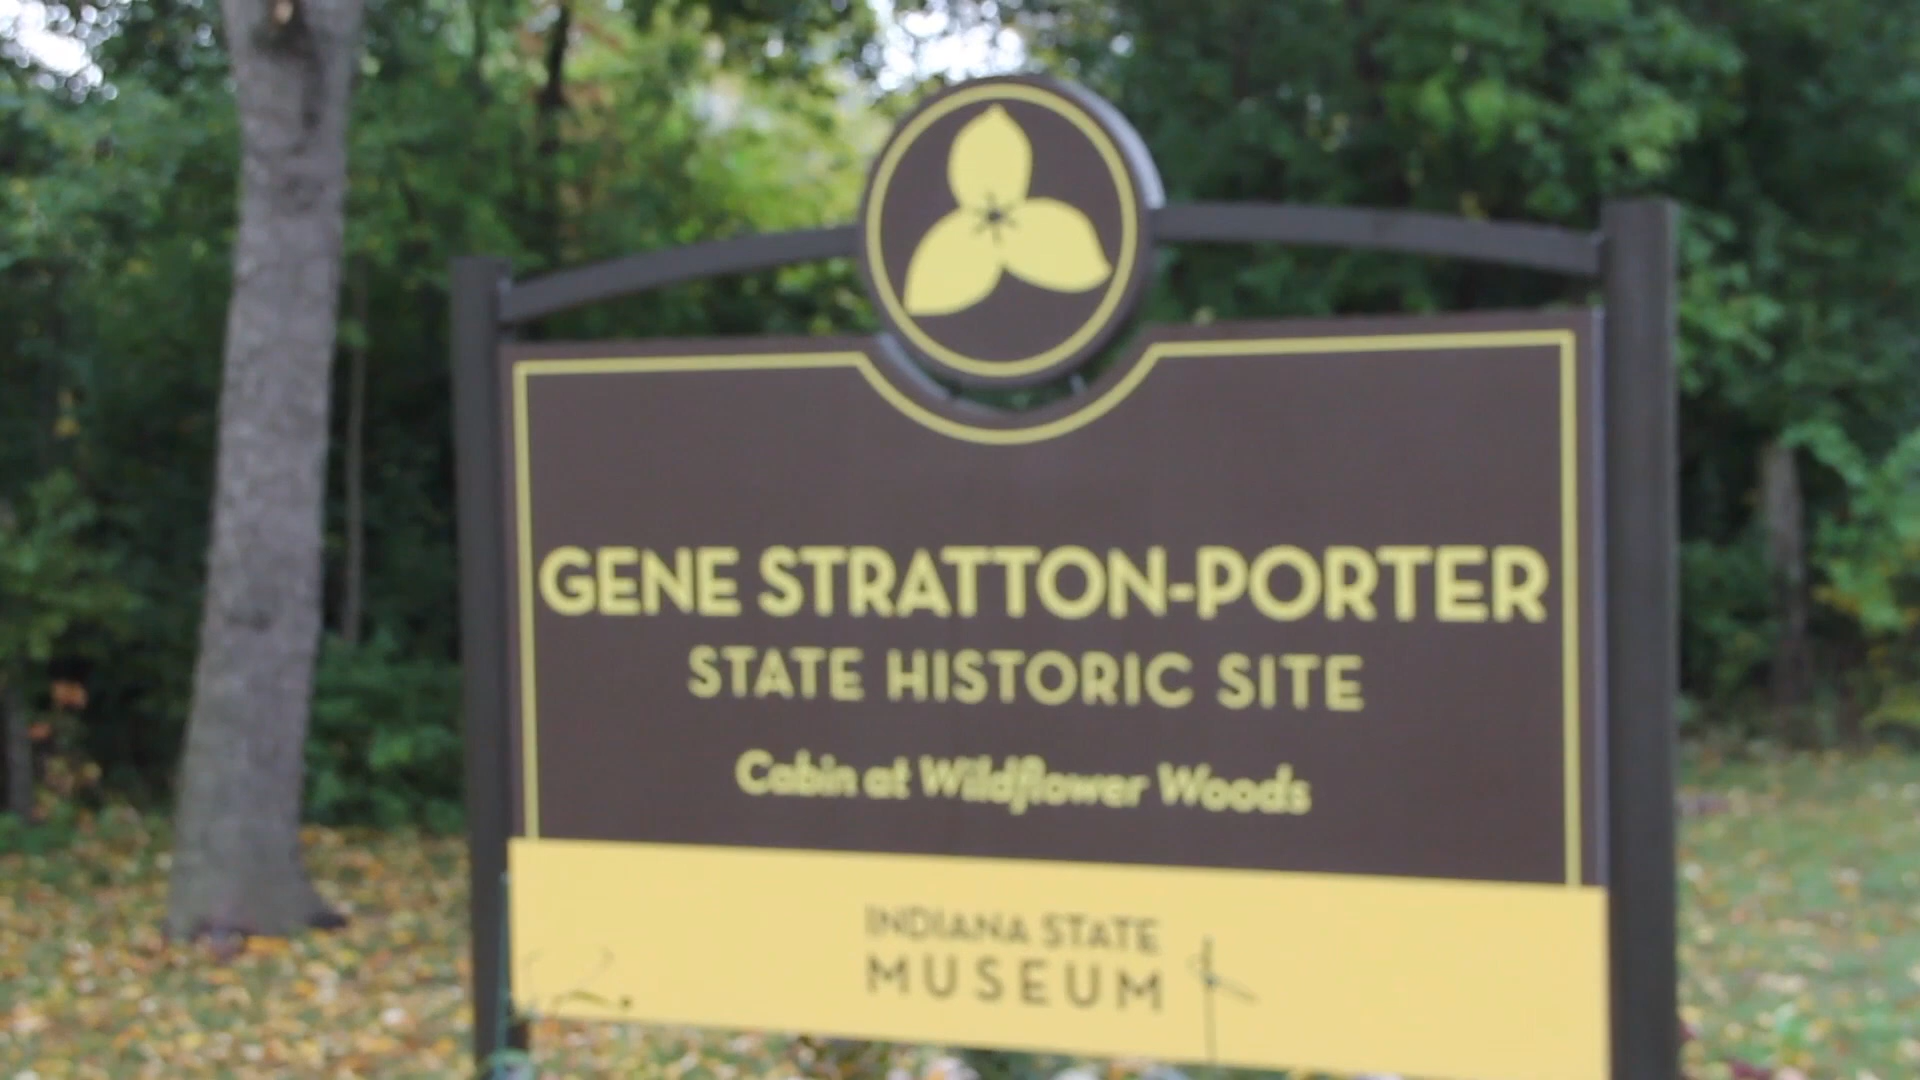 GENE STRATTON-PORTER
STATE HISTORIC SITE
Cabin at Wildflower Woods
INDIANA STATE
MUSEUM